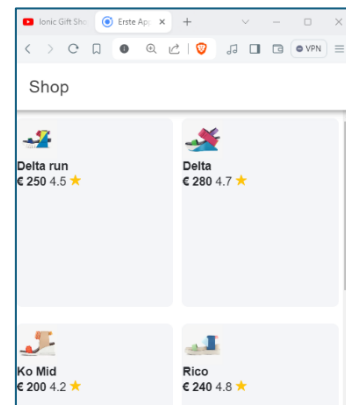 Ionic Gift Sho
Erste App
VPN
Shop
Delta run
€ 250 4.5 ★
Delta
€ 280 4.7 ★
Ko Mid
€ 200 4.2 ★
Rico
€ 240 4.8 ★